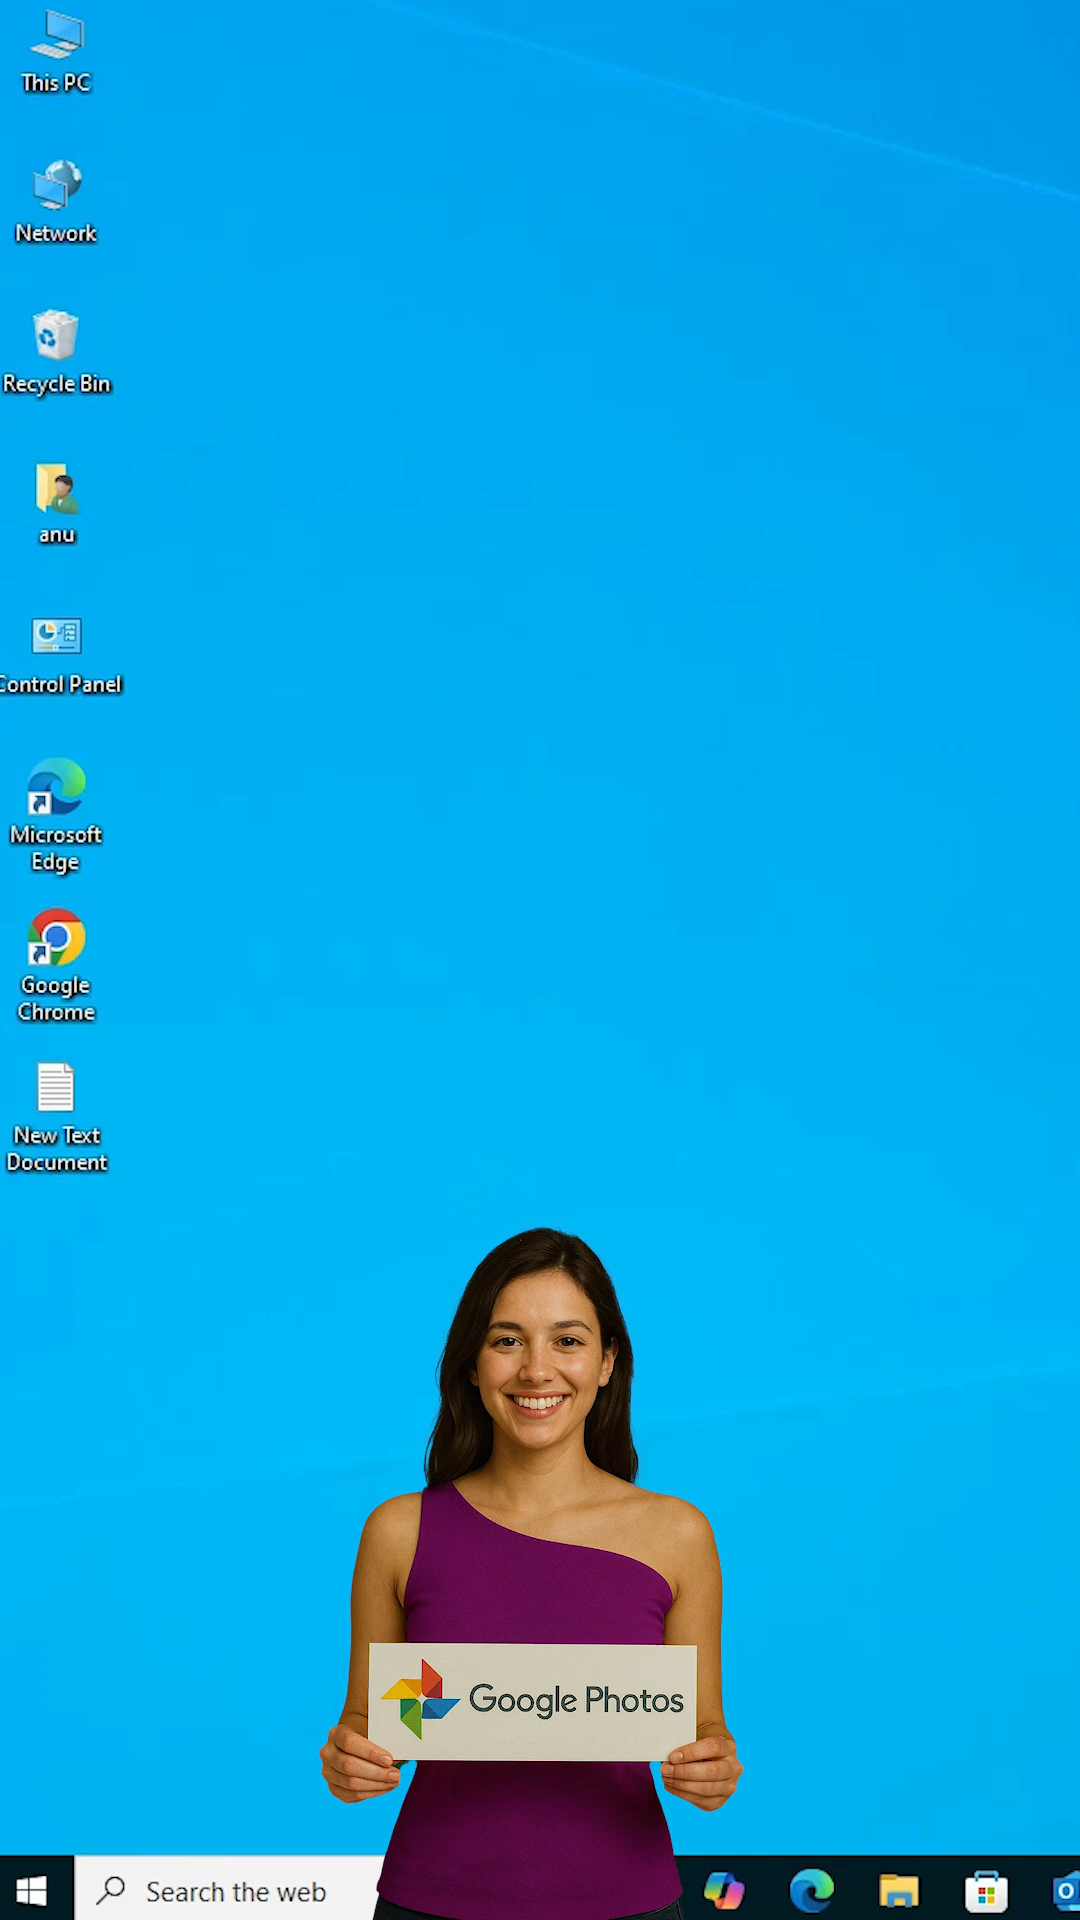 This PC
Network
Recycle Bin
anu
Control Panel
Microsoft
Edge
Google
Chrome
New Text
Document
Google Photos
Search the web